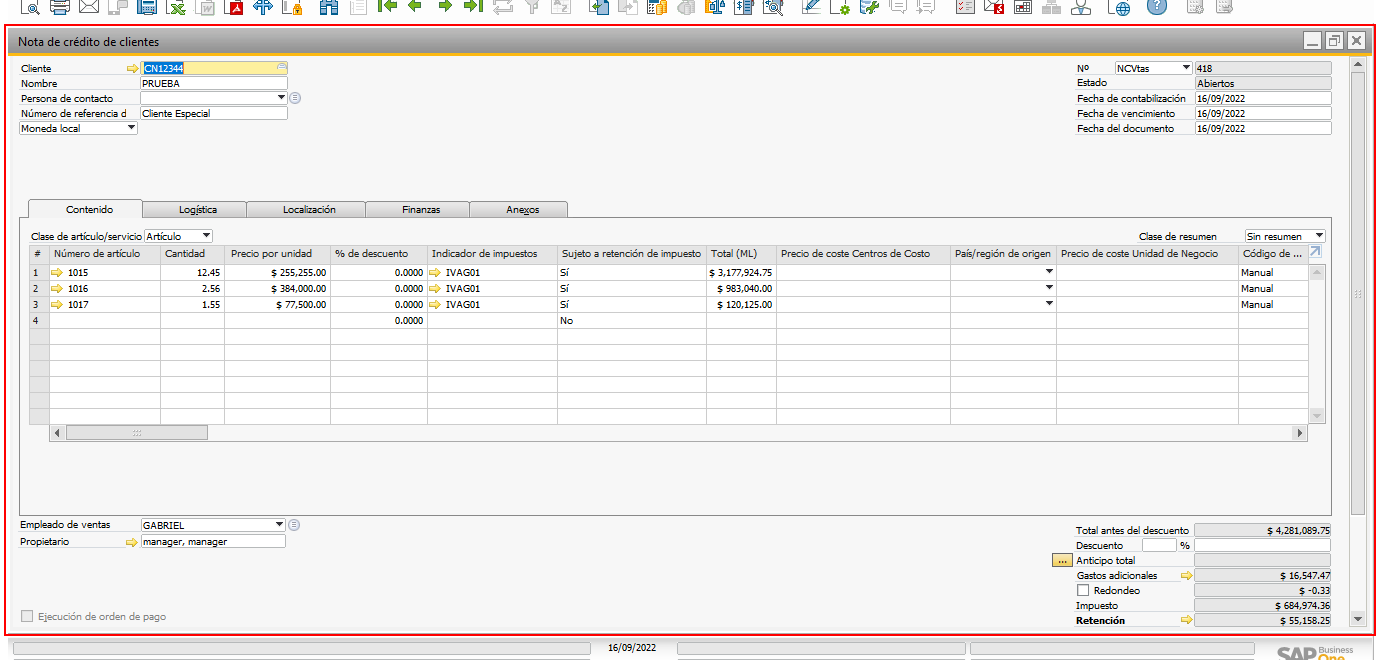 Nota de crédito de clientes
Cliente CN12344
Nombre PRUEBA
Persona de contacto
Número de referencia d Cliente Especial
Moneda local
Nº NCVtas 418
Estado Abiertos
Fecha de contabilización 16/09/2022
Fecha de vencimiento 16/09/2022
Fecha del documento 16/09/2022
Contenido Logística Localización Finanzas Anexos
Clase de artículo/servicio Artículo Clase de resumen Sin resumen
# Número de artículo Cantidad Precio por unidad % de descuento Indicador de impuestos Sujeto a retención de impuesto Total (ML) Precio de coste Centros de Costo País/región de origen Precio de coste Unidad de Negocio Código de ...
1 1015 12.45 $ 255,255.00 0.0000 IVAG01 Sí $ 3,177,924.75 Manual
2 1016 2.56 $ 384,000.00 0.0000 IVAG01 Sí $ 983,040.00 Manual
3 1017 1.55 $ 77,500.00 0.0000 IVAG01 Sí $ 120,125.00 Manual
4 0.0000 No
Empleado de ventas GABRIEL
Propietario manager, manager
Total antes del descuento $ 4,281,089.75
Descuento %
... Anticipo total
Gastos adicionales $ 16,547.47
Redondeo $ -0.33
Impuesto $ 684,974.36
Retención $ 55,158.25
Ejecución de orden de pago
16/09/2022
SAP Business One